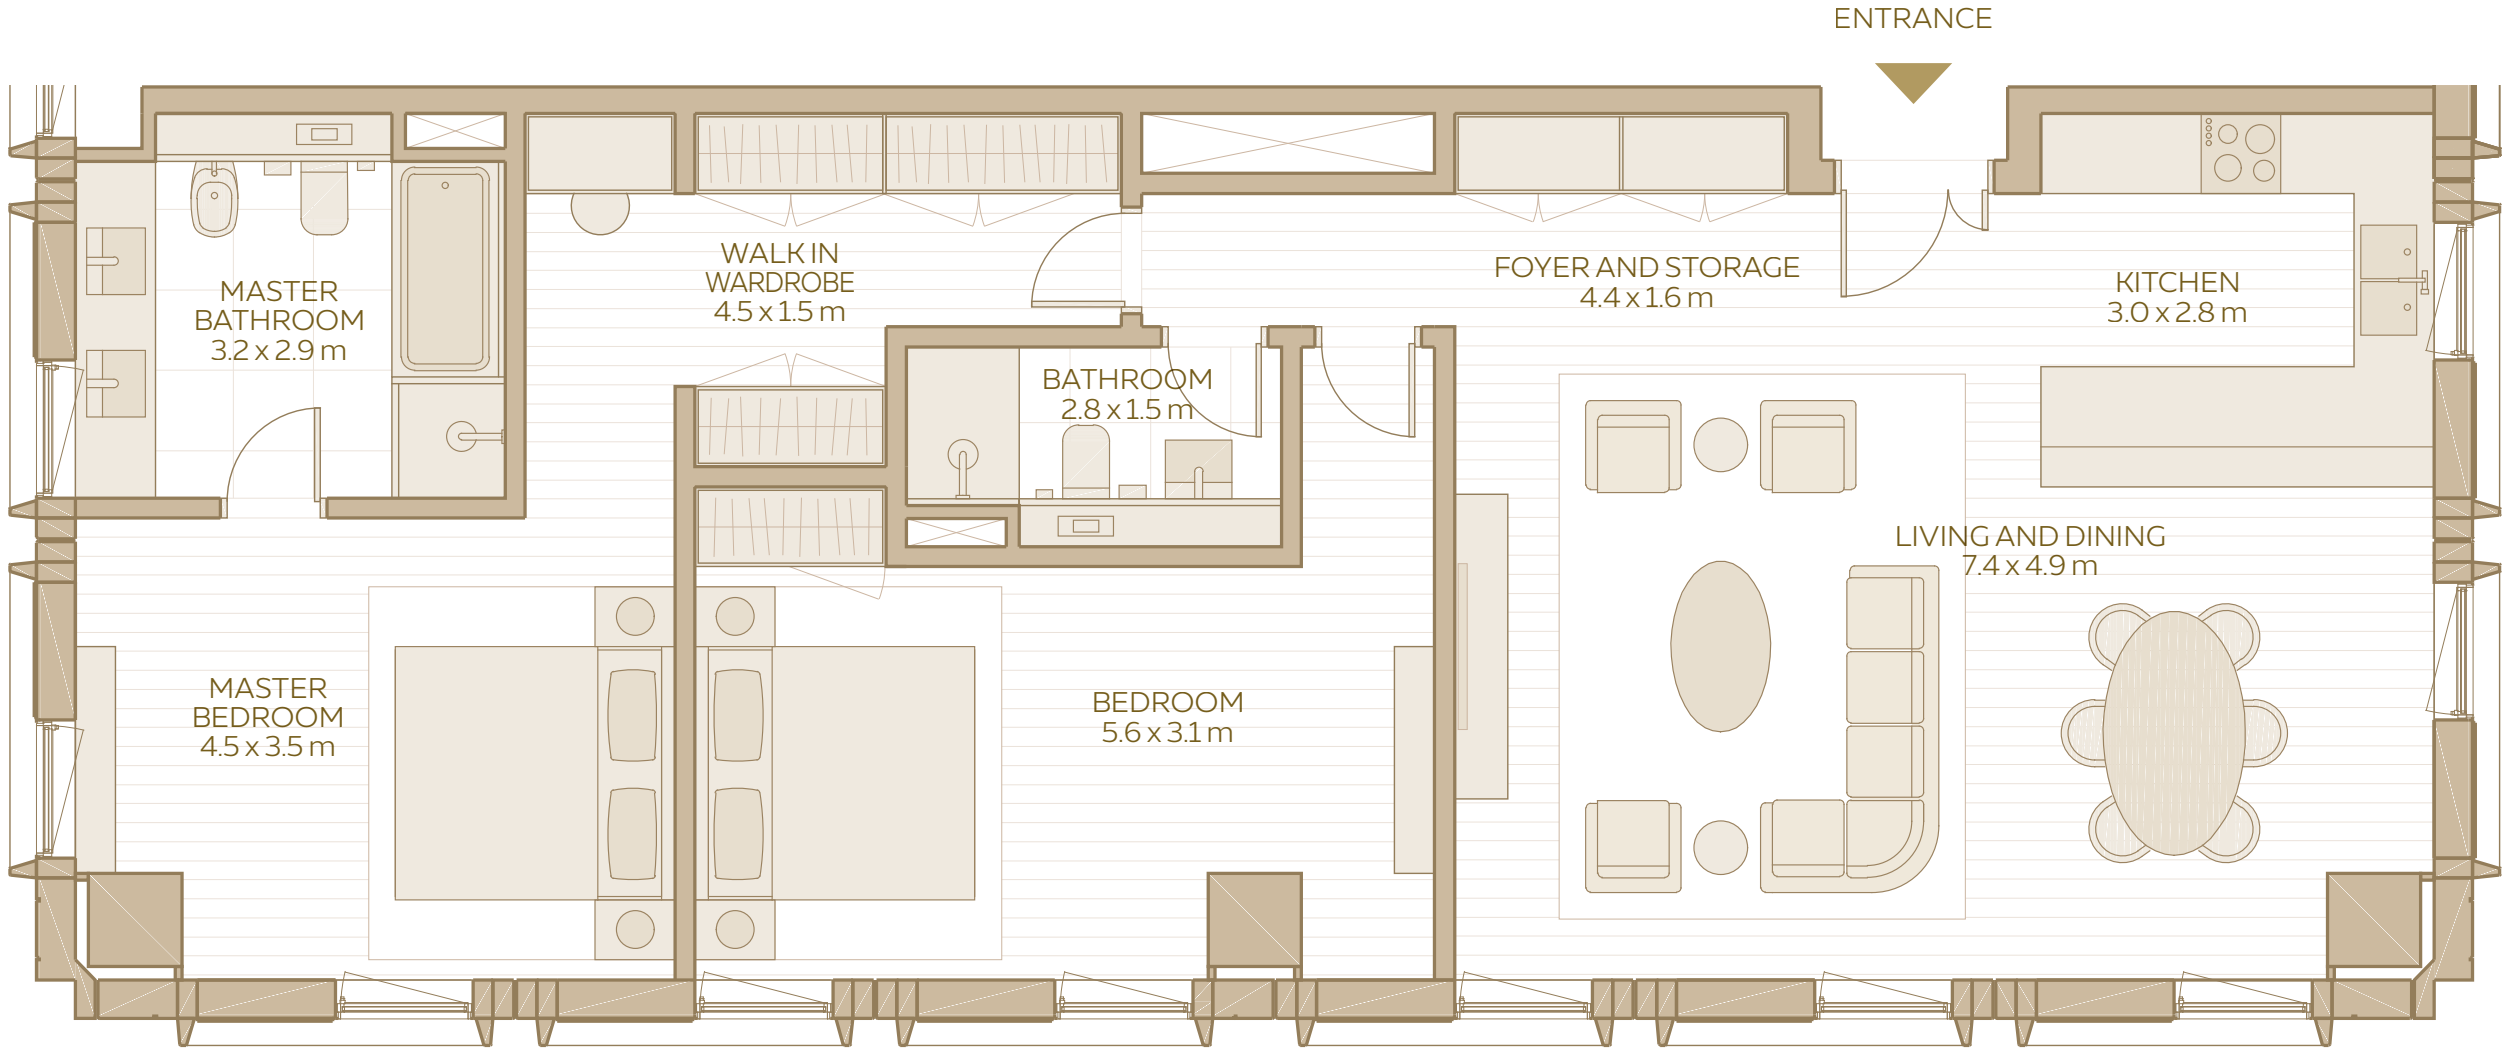 ENTRANCE
WALK IN
WARDROBE
4.5 x 1.5 m
FOYER AND STORAGE
4.4 x 1.6 m
KITCHEN
3.0 x 2.8 m
MASTER
BATHROOM
3.2 x 2.9 m
BATHROOM
2.8 x 1.5 m
LIVING AND DINING
7.4 x 4.9 m
MASTER
BEDROOM
4.5 x 3.5 m
BEDROOM
5.6 x 3.1 m